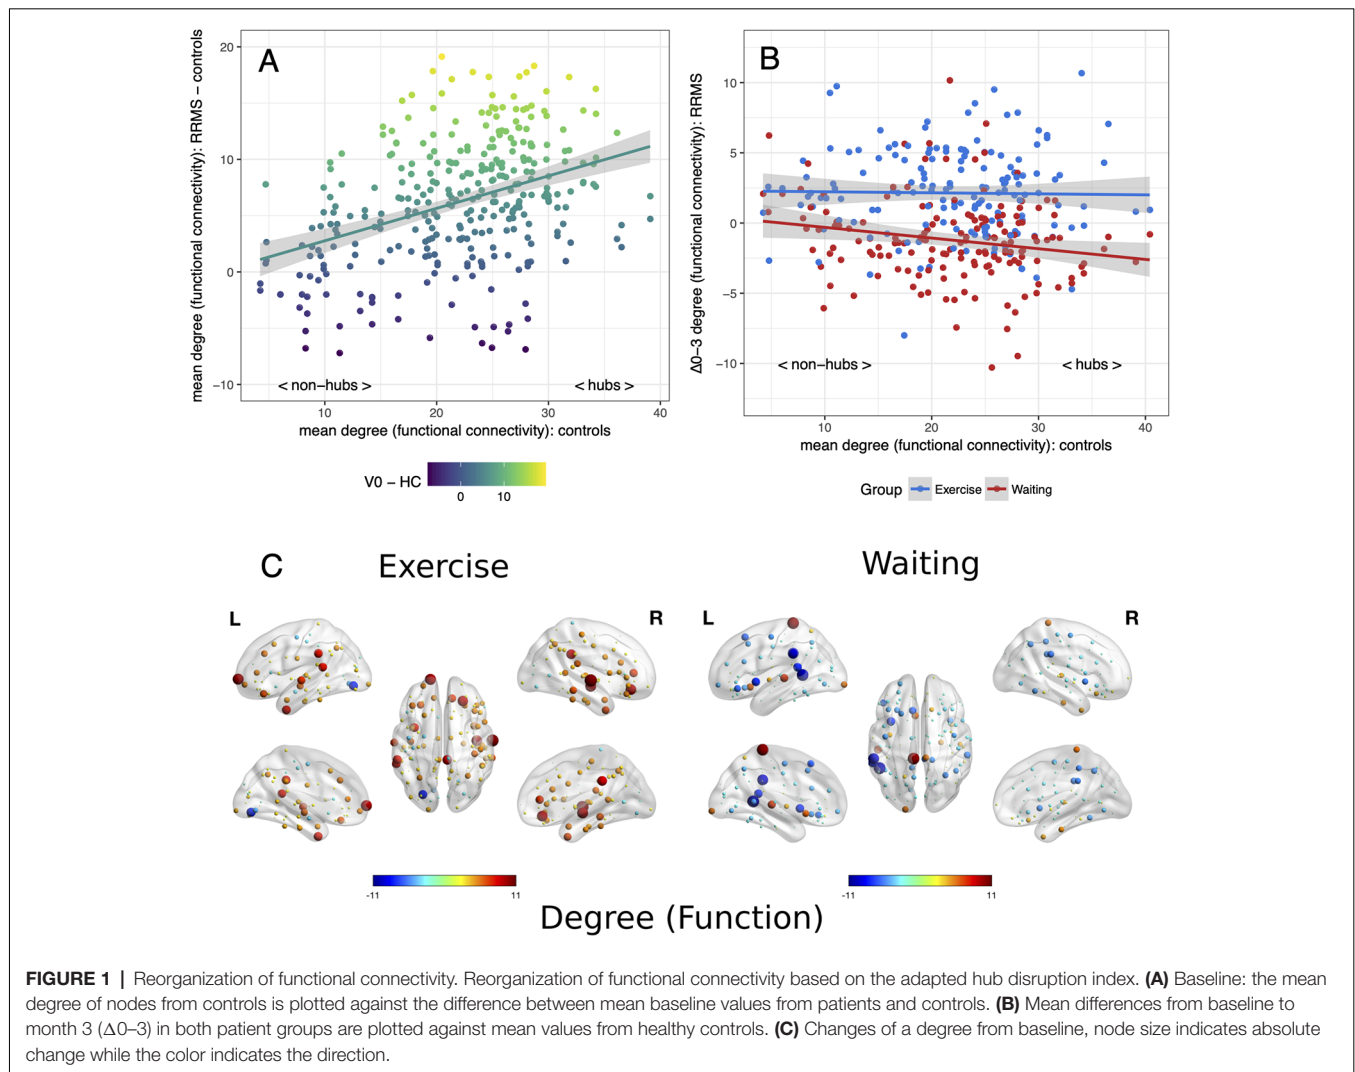 A
mean degree (functional connectivity): RRMS − controls
20
10
0
−10
< non−hubs >
< hubs >
10
20
30
40
mean degree (functional connectivity): controls
V0 − HC
0
10
B
Δ0−3 degree (functional connectivity): RRMS
10
5
0
−5
−10
< non−hubs >
< hubs >
10
20
30
40
mean degree (functional connectivity): controls
Group Exercise Waiting
C
Exercise
Waiting
L
R
L
R
-11
11
-11
11
Degree (Function)
FIGURE 1 | Reorganization of functional connectivity. Reorganization of functional connectivity based on the adapted hub disruption index. (A) Baseline: the mean
degree of nodes from controls is plotted against the difference between mean baseline values from patients and controls. (B) Mean differences from baseline to
month 3 (Δ0–3) in both patient groups are plotted against mean values from healthy controls. (C) Changes of a degree from baseline, node size indicates absolute
change while the color indicates the direction.